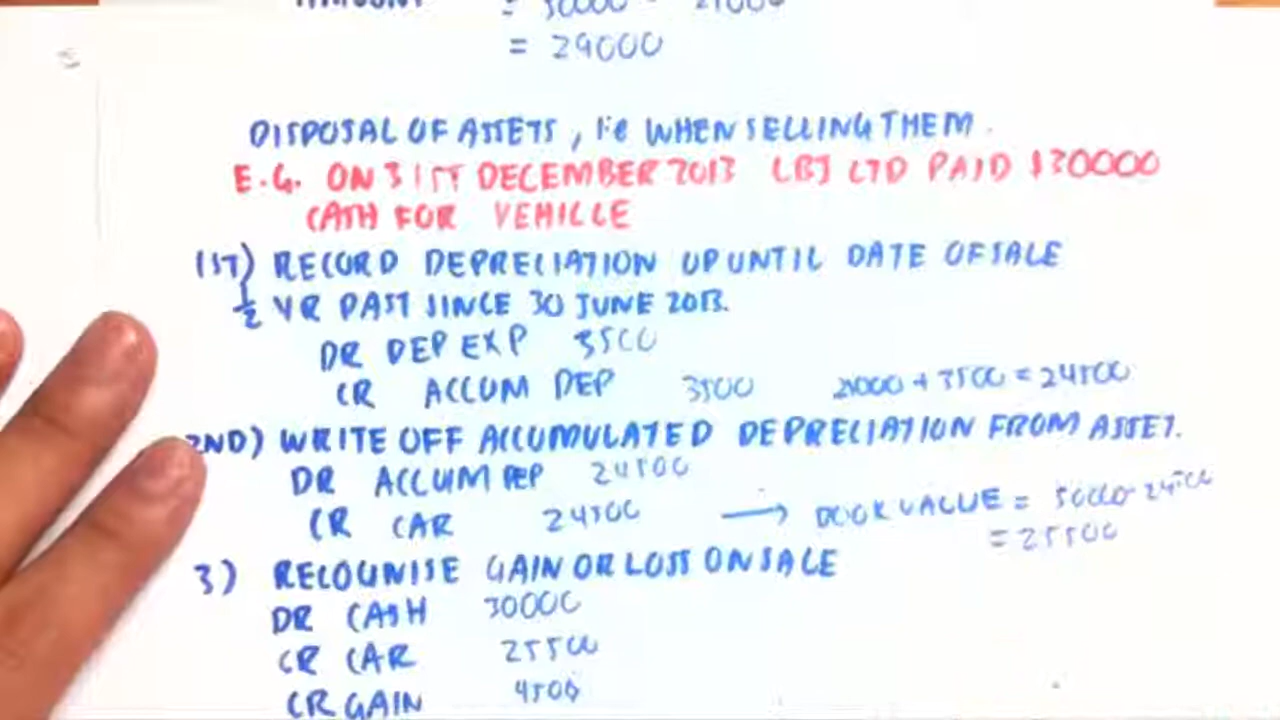 = 29000
DISPOSAL OF ASSETS, i.e WHEN SELLING THEM.
E.G. ON 31ST DECEMBER 2013 LBJ LTD PAID $30000
CASH FOR VEHICLE
1ST) RECORD DEPRECIATION UP UNTIL DATE OF SALE
1/2 YR PAST SINCE 30 JUNE 2013.
DR DEP EXP 3500
CR ACCUM DEP 3500 21000 + 3500 = 24500
2ND) WRITE OFF ACCUMULATED DEPRECIATION FROM ASSET.
DR ACCUM DEP 24500
CR CAR 24500 → BOOK VALUE = 50000-24500
= 25500
3) RECOGNISE GAIN OR LOSS ON SALE
DR CASH 30000
CR CAR 25500
CR GAIN 4500